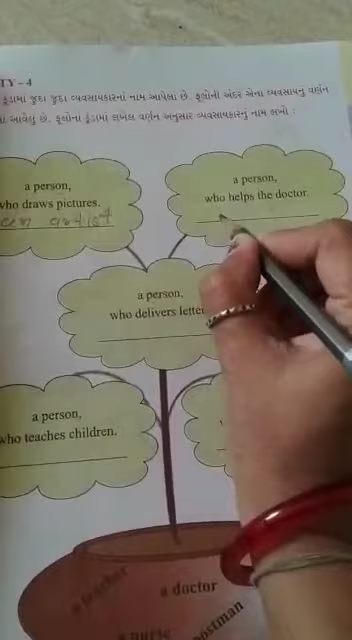 TY - 4
કૂંડામાં જુદા જુદા વ્યવસાયકારનાં નામ આપેલાં છે. ફૂલોની અંદર એના વ્યવસાયનુ વર્ણન
આવેલુ છે. ફૂલોના કૂંડામાં લખેલ વર્ણન અનુસાર વ્યવસાયકારનું નામ લખો :
a person,
who draws pictures.
an artist
a person,
who helps the doctor.
a person,
who delivers letter
a person,
who teaches children.
a teacher
a doctor
a nurse
postman